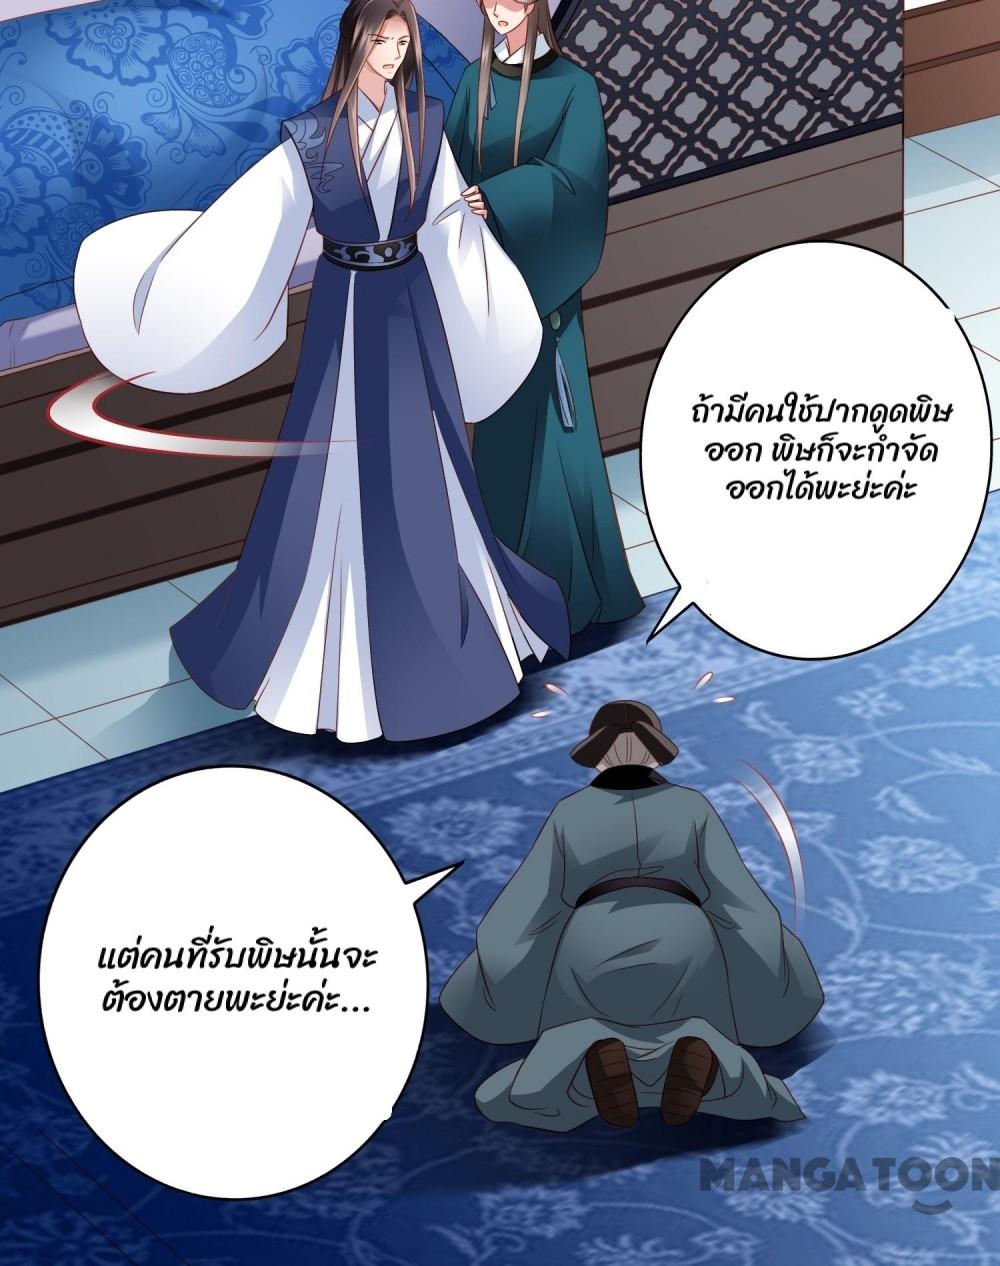 ถ้ามีคนใช้ปากดูดพิษ
ออก พิษก็จะกำจัด
ออกได้พะย่ะค่ะ
แต่คนที่รับพิษนั้นจะ
ต้องตายพะย่ะค่ะ...
MANGATOON